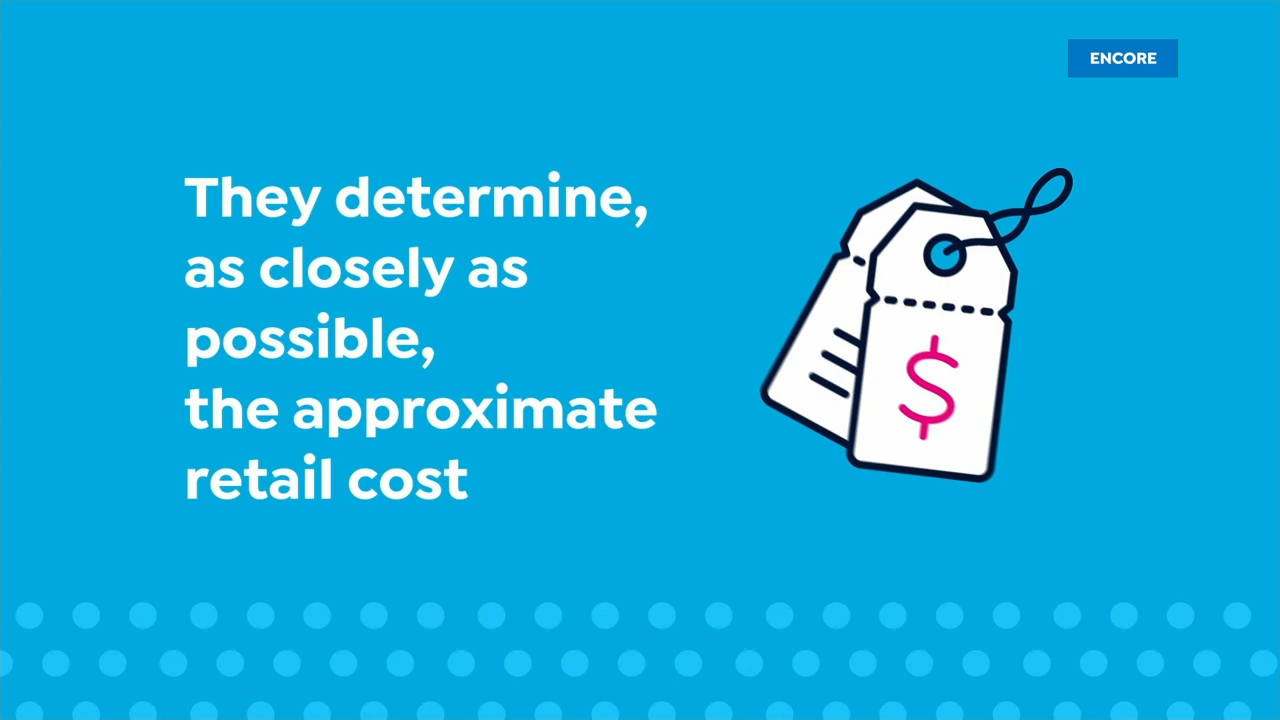 ENCORE
They determine,
as closely as
possible,
the approximate
retail cost
$